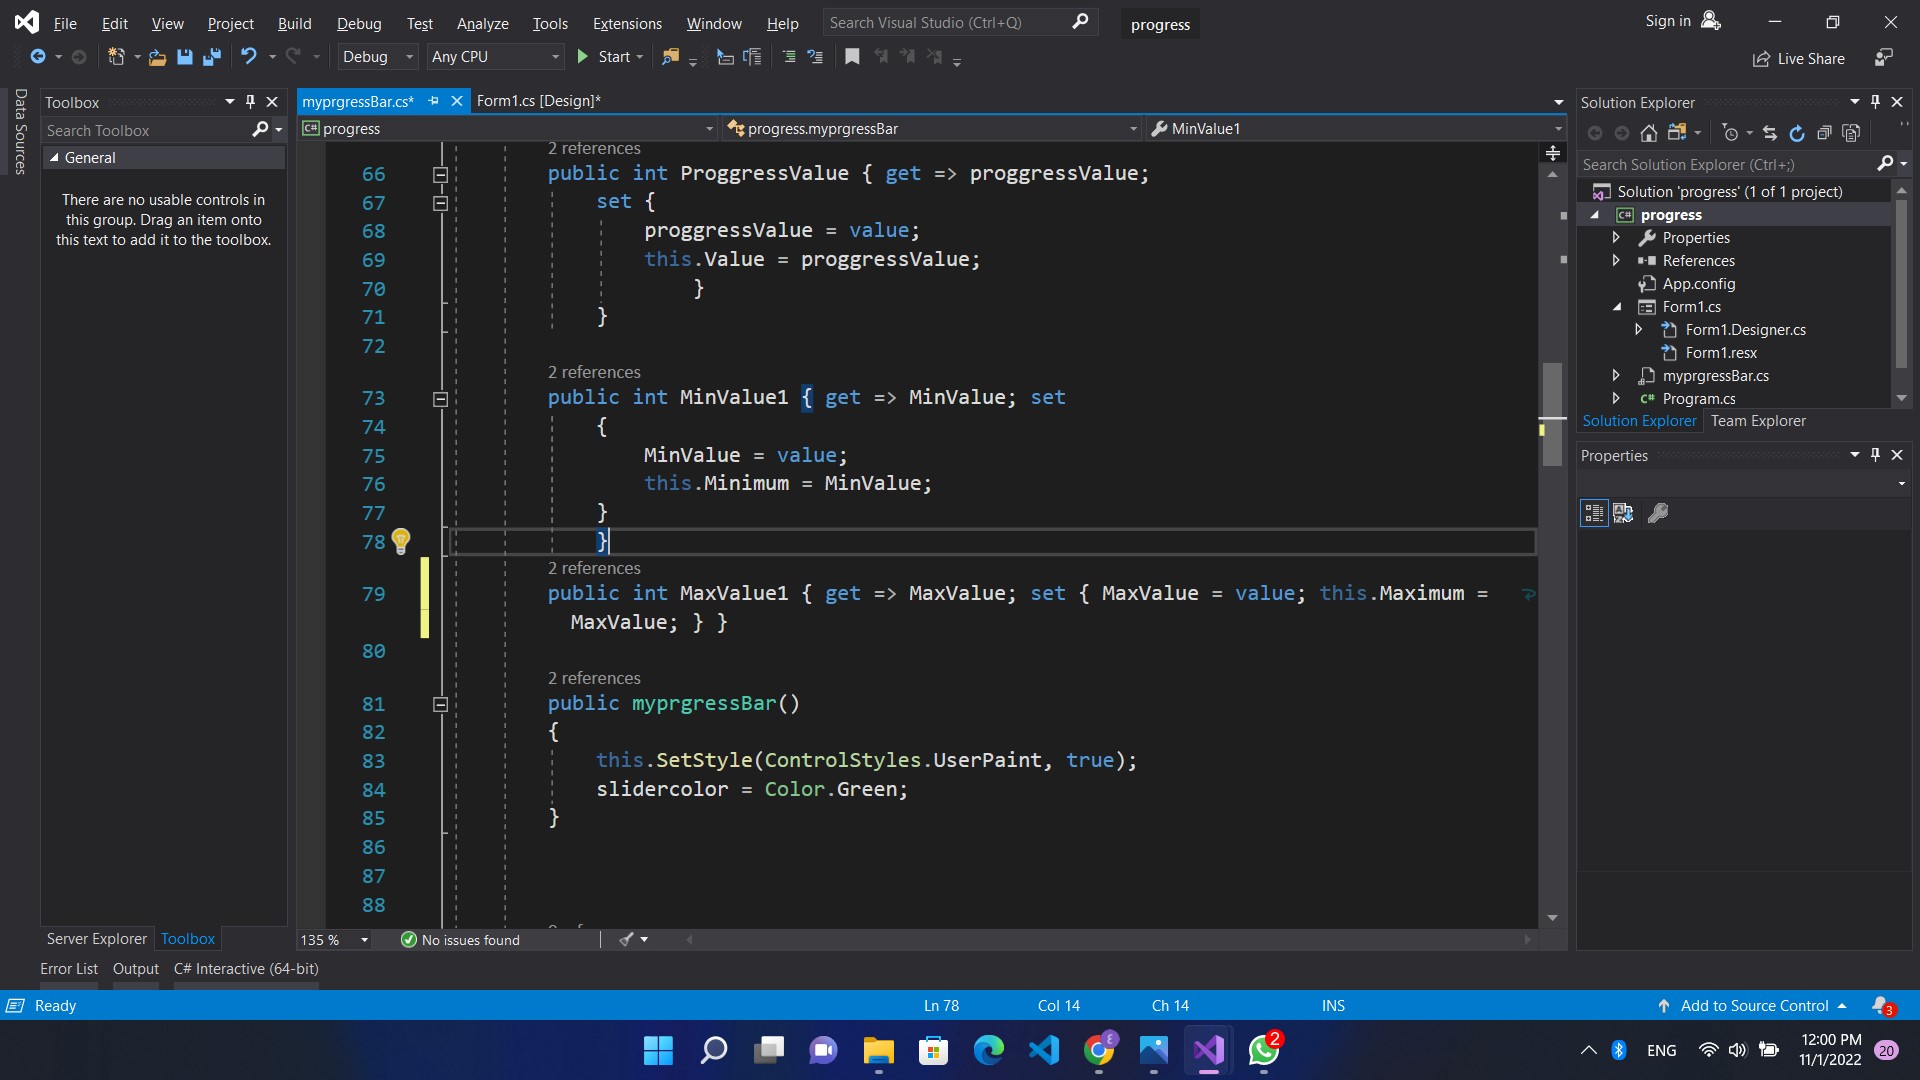 File Edit View Project Build Debug Test Analyze Tools Extensions Window Help Search Visual Studio (Ctrl+Q) progress Sign in
Debug Any CPU Start Live Share
Data Sources
Toolbox
Search Toolbox
General
There are no usable controls in
this group. Drag an item onto
this text to add it to the toolbox.
Server Explorer Toolbox
myprgressBar.cs* Form1.cs [Design]*
C# progress progress.myprgressBar MinValue1
2 references
66 public int ProggressValue { get => proggressValue;
67 set {
68 proggressValue = value;
69 this.Value = proggressValue;
70 }
71 }
72
2 references
73 public int MinValue1 { get => MinValue; set
74 {
75 MinValue = value;
76 this.Minimum = MinValue;
77 }
78 }
2 references
79 public int MaxValue1 { get => MaxValue; set { MaxValue = value; this.Maximum =
MaxValue; } }
80
2 references
81 public myprgressBar()
82 {
83 this.SetStyle(ControlStyles.UserPaint, true);
84 slidercolor = Color.Green;
85 }
86
87
88
135 % No issues found
Solution Explorer
Search Solution Explorer (Ctrl+;)
Solution 'progress' (1 of 1 project)
C# progress
Properties
References
App.config
Form1.cs
Form1.Designer.cs
Form1.resx
myprgressBar.cs
C# Program.cs
Solution Explorer Team Explorer
Properties
Error List Output C# Interactive (64-bit)
Ready Ln 78 Col 14 Ch 14 INS Add to Source Control 3
E 2 ENG 12:00 PM
11/1/2022 20